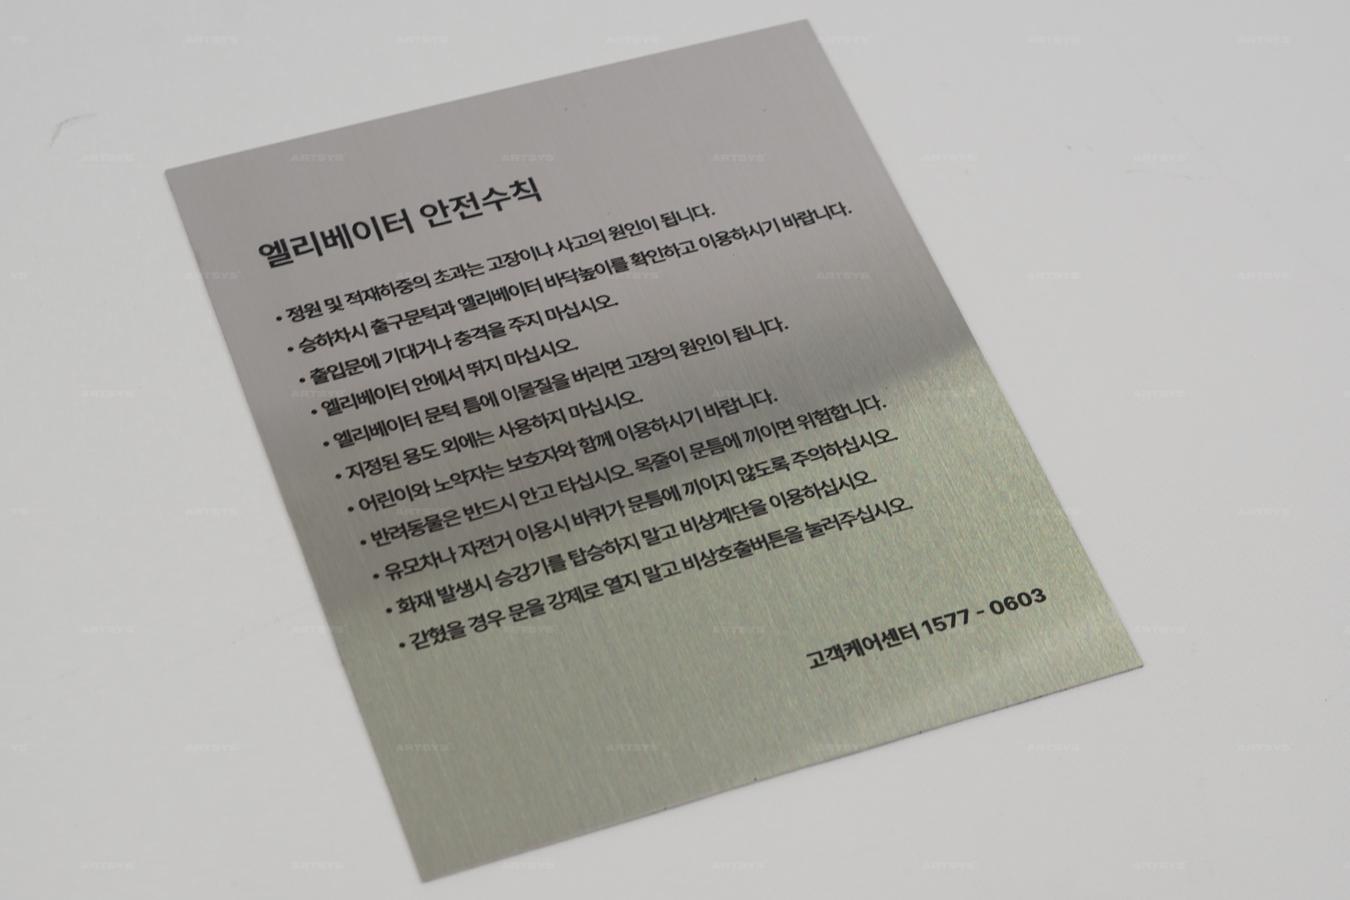 엘리베이터 안전수칙
• 정원 및 적재하중의 초과는 고장이나 사고의 원인이 됩니다.
• 승하차시 출구문턱과 엘리베이터 바닥높이를 확인하고 이용하시기 바랍니다.
• 출입문에 기대거나 충격을 주지 마십시오.
• 엘리베이터 안에서 뛰지 마십시오.
• 엘리베이터 문턱 틈에 이물질을 버리면 고장의 원인이 됩니다.
• 지정된 용도 외에는 사용하지 마십시오.
• 어린이와 노약자는 보호자와 함께 이용하시기 바랍니다.
• 반려동물은 반드시 안고 타십시오. 목줄이 문틈에 끼이면 위험합니다.
• 유모차나 자전거 이용시 바퀴가 문틈에 끼이지 않도록 주의하십시오.
• 화재 발생시 승강기를 탑승하지 말고 비상계단을 이용하십시오.
• 갇혔을 경우 문을 강제로 열지 말고 비상호출버튼을 눌러주십시오.
고객케어센터 1577 - 0603
ARTSYS